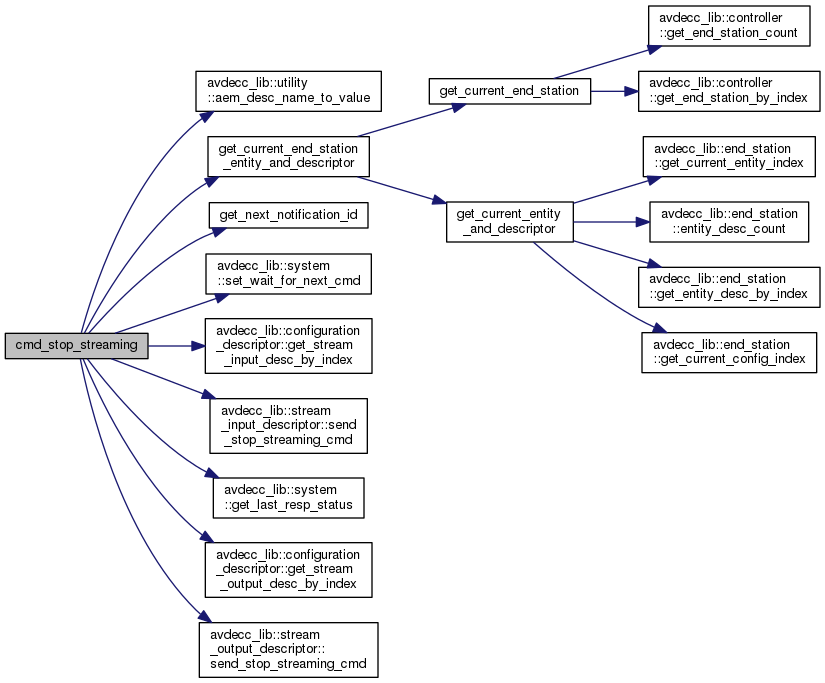 cmd_stop_streaming
avdecc_lib::utility
::aem_desc_name_to_value
get_current_end_station
_entity_and_descriptor
get_next_notification_id
avdecc_lib::system
::set_wait_for_next_cmd
avdecc_lib::configuration
_descriptor::get_stream
_input_desc_by_index
avdecc_lib::stream
_input_descriptor::send
_stop_streaming_cmd
avdecc_lib::system
::get_last_resp_status
avdecc_lib::configuration
_descriptor::get_stream
_output_desc_by_index
avdecc_lib::stream
_output_descriptor::
send_stop_streaming_cmd
get_current_end_station
get_current_entity
_and_descriptor
avdecc_lib::controller
::get_end_station_count
avdecc_lib::controller
::get_end_station_by_index
avdecc_lib::end_station
::get_current_entity_index
avdecc_lib::end_station
::entity_desc_count
avdecc_lib::end_station
::get_entity_desc_by_index
avdecc_lib::end_station
::get_current_config_index